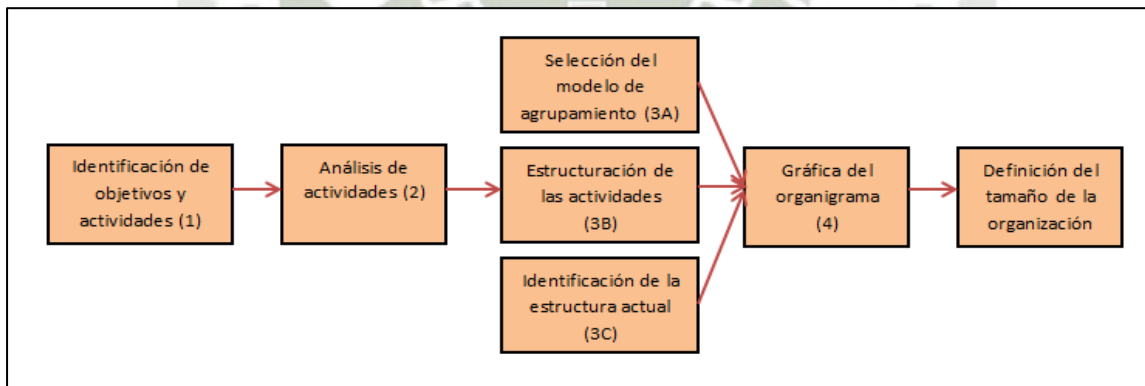 Identificación de
objetivos y
actividades (1)
Análisis de
actividades (2)
Selección del
modelo de
agrupamiento (3A)
Estructuración de
las actividades
(3B)
Identificación de la
estructura actual
(3C)
Gráfica del
organigrama
(4)
Definición del
tamaño de la
organización